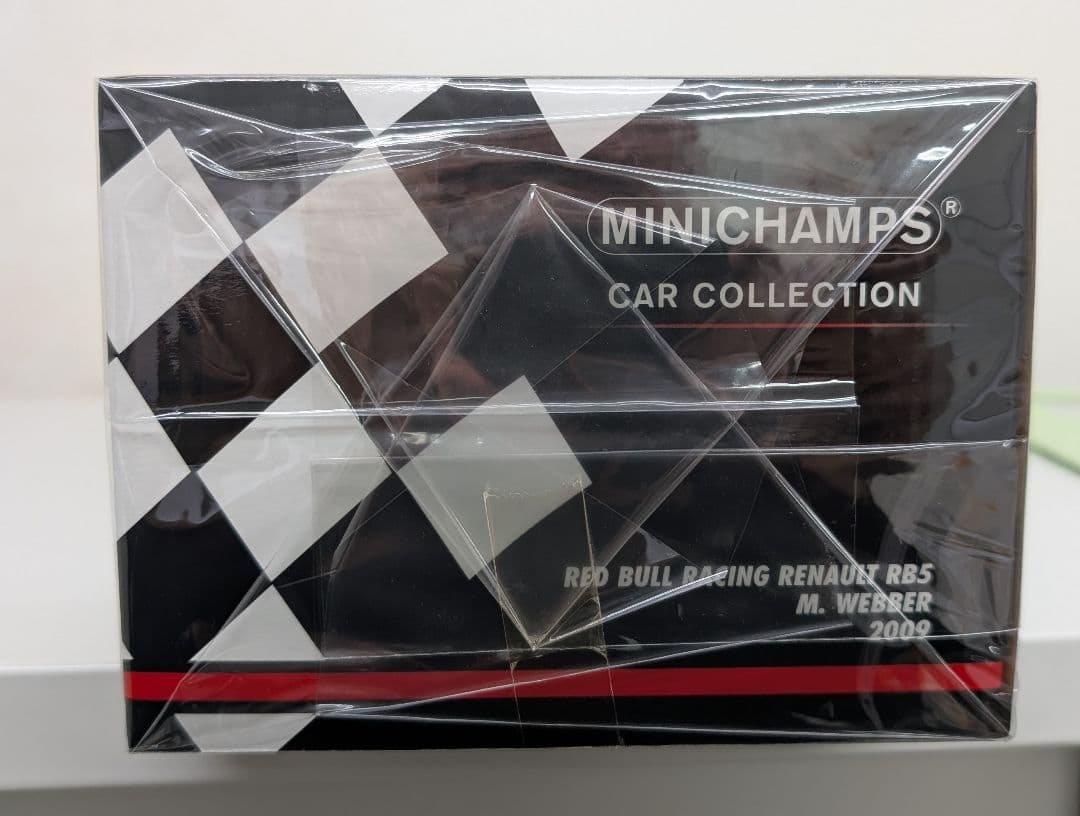 MINICHAMPS®
CAR COLLECTION
RED BULL RACING RENAULT RB5
M. WEBBER
2009